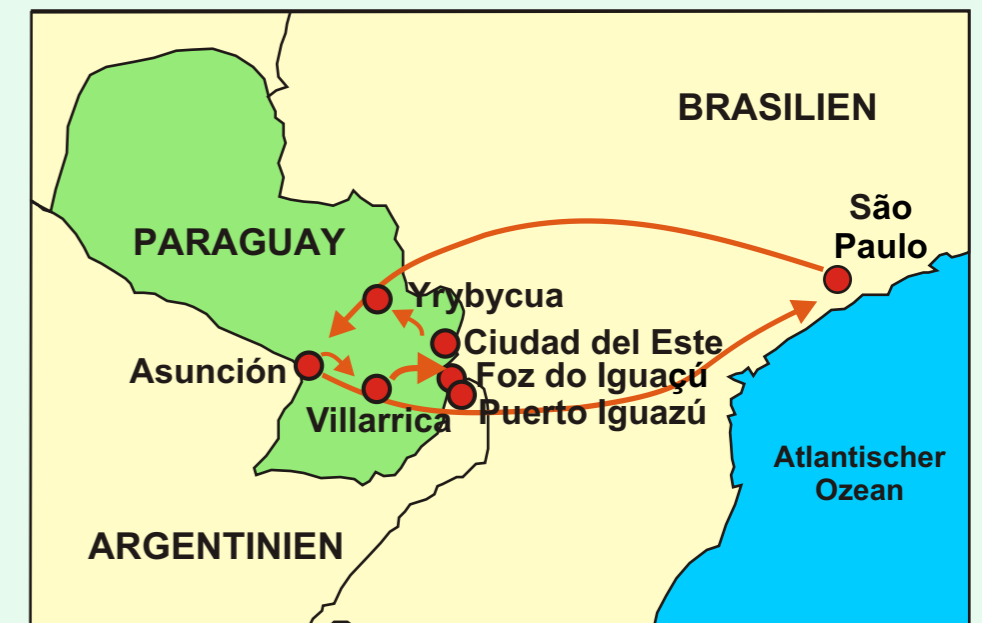 BRASILIEN
São
Paulo
PARAGUAY
Yrybycua
Ciudad del Este
Asunción
Foz do Iguaçú
Puerto Iguazú
Villarrica
Atlantischer
Ozean
ARGENTINIEN